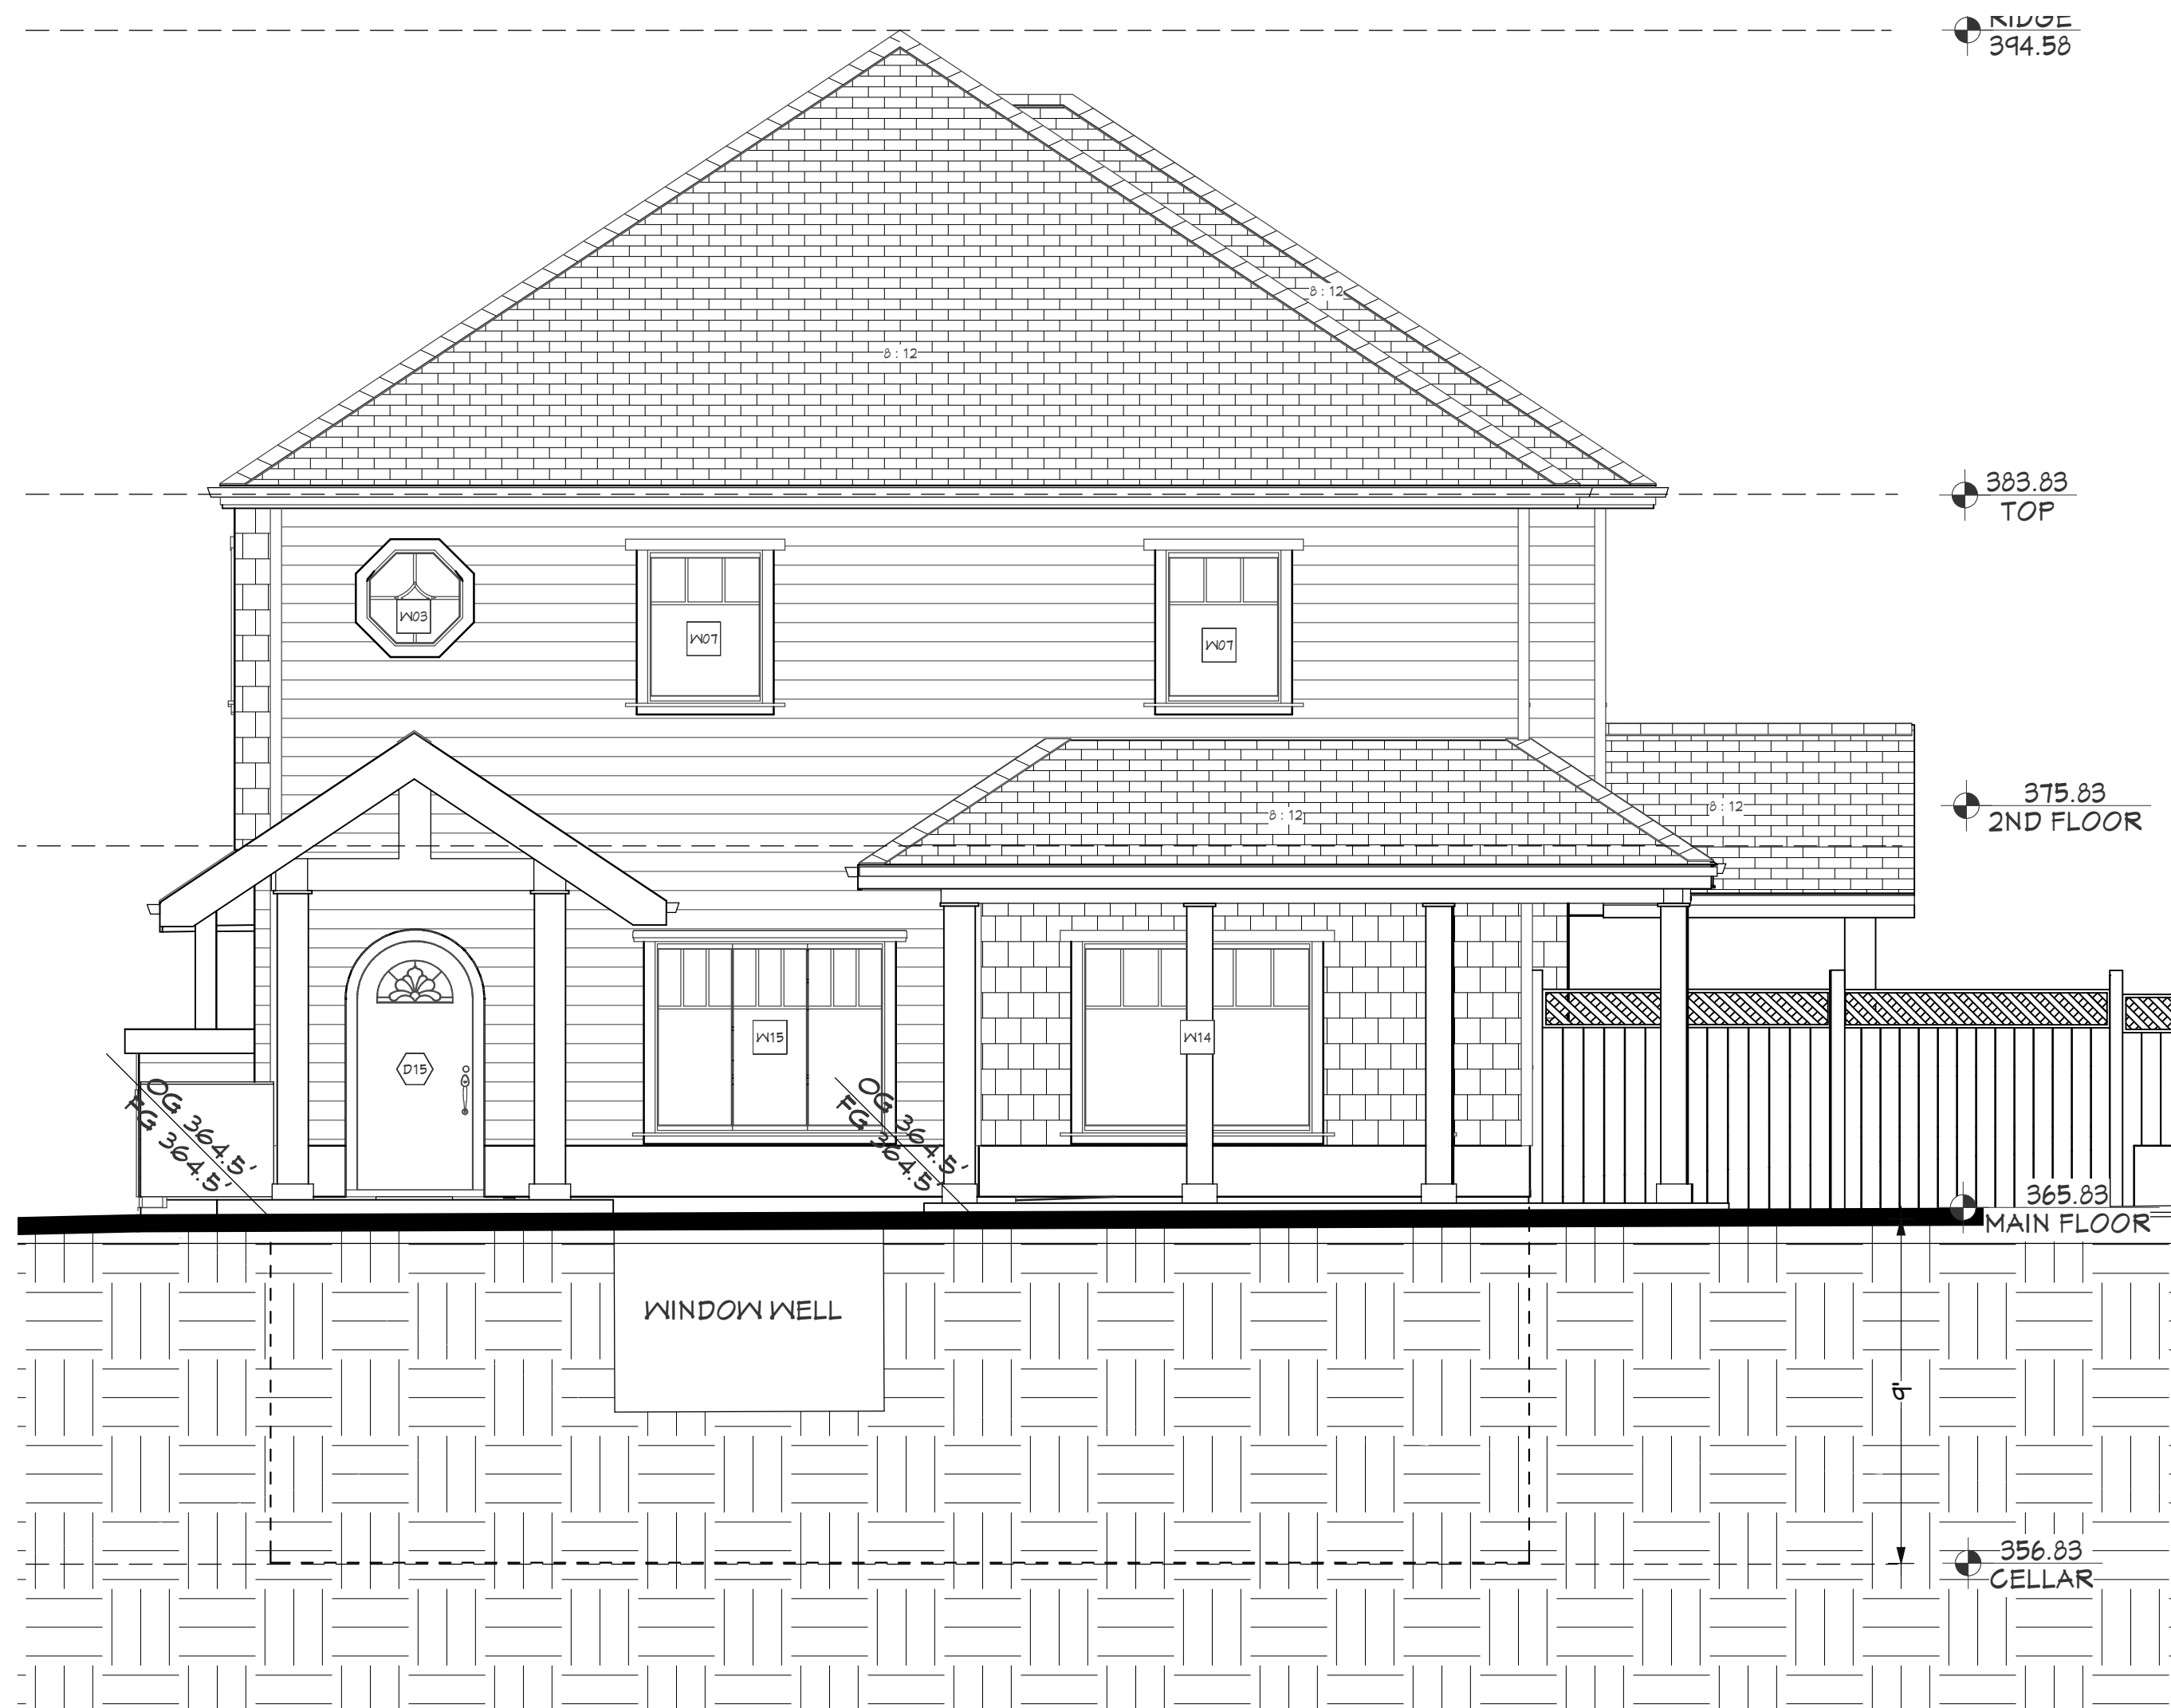 RIDGE
394.58
8 : 12
8 : 12
383.83
TOP
W03
W07
W07
375.83
2ND FLOOR
8 : 12
8 : 12
W15
W14
D15
OG 364.5'
FG 364.5'
OG 364.5'
FG 364.5'
365.83
MAIN FLOOR
WINDOW WELL
9'
356.83
CELLAR